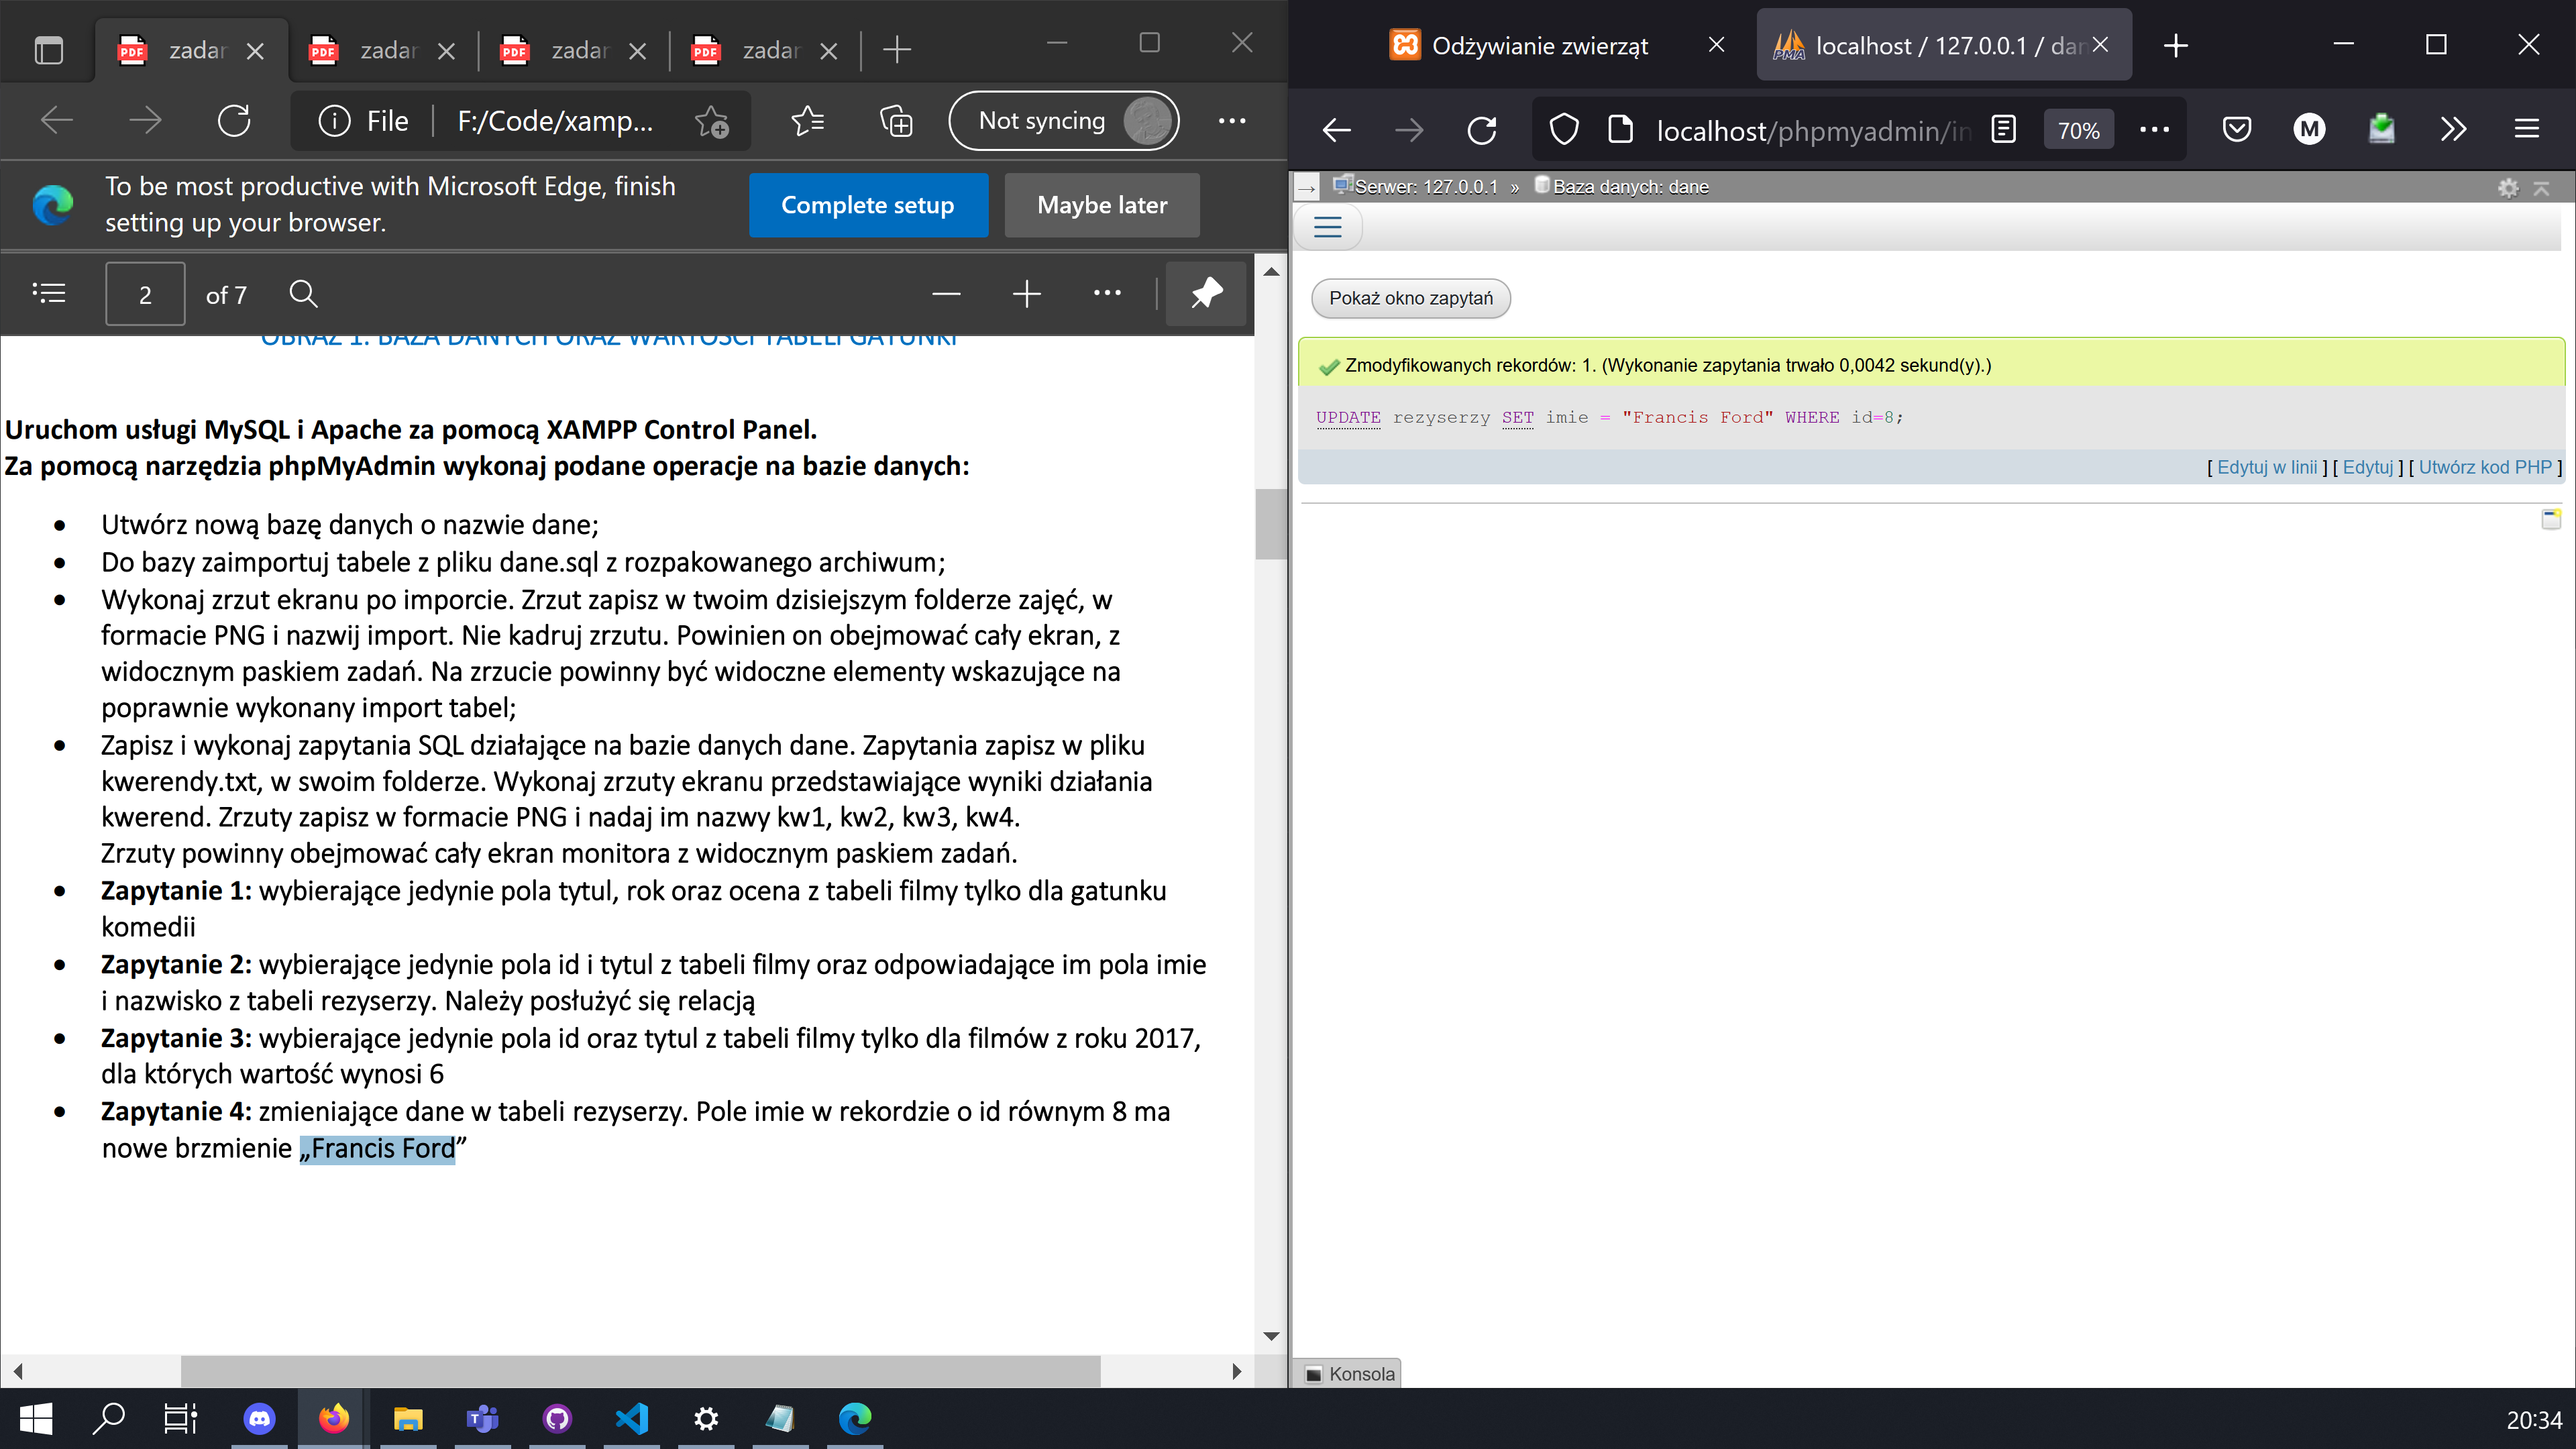 zadar
zadar
zadar
zadar
File
F:/Code/xamp...
Not syncing
To be most productive with Microsoft Edge, finish
setting up your browser.
Complete setup
Maybe later
2
of 7
OBRAZ 1. BAZA DANYCH ORAZ WARTOŚCI TABELI GATUNKI
Uruchom usługi MySQL i Apache za pomocą XAMPP Control Panel.
Za pomocą narzędzia phpMyAdmin wykonaj podane operacje na bazie danych:
• Utwórz nową bazę danych o nazwie dane;
• Do bazy zaimportuj tabele z pliku dane.sql z rozpakowanego archiwum;
• Wykonaj zrzut ekranu po imporcie. Zrzut zapisz w twoim dzisiejszym folderze zajęć, w
formacie PNG i nazwij import. Nie kadruj zrzutu. Powinien on obejmować cały ekran, z
widocznym paskiem zadań. Na zrzucie powinny być widoczne elementy wskazujące na
poprawnie wykonany import tabel;
• Zapisz i wykonaj zapytania SQL działające na bazie danych dane. Zapytania zapisz w pliku
kwerendy.txt, w swoim folderze. Wykonaj zrzuty ekranu przedstawiające wyniki działania
kwerend. Zrzuty zapisz w formacie PNG i nadaj im nazwy kw1, kw2, kw3, kw4.
Zrzuty powinny obejmować cały ekran monitora z widocznym paskiem zadań.
• Zapytanie 1: wybierające jedynie pola tytul, rok oraz ocena z tabeli filmy tylko dla gatunku
komedii
• Zapytanie 2: wybierające jedynie pola id i tytul z tabeli filmy oraz odpowiadające im pola imie
i nazwisko z tabeli rezyserzy. Należy posłużyć się relacją
• Zapytanie 3: wybierające jedynie pola id oraz tytul z tabeli filmy tylko dla filmów z roku 2017,
dla których wartość wynosi 6
• Zapytanie 4: zmieniające dane w tabeli rezyserzy. Pole imie w rekordzie o id równym 8 ma
nowe brzmienie „Francis Ford”
Odżywianie zwierząt
localhost / 127.0.0.1 / dan
localhost/phpmyadmin/in
70%
M
Serwer: 127.0.0.1 » Baza danych: dane
Pokaż okno zapytań
Zmodyfikowanych rekordów: 1. (Wykonanie zapytania trwało 0,0042 sekund(y).)
UPDATE rezyserzy SET imie = "Francis Ford" WHERE id=8;
[ Edytuj w linii ] [ Edytuj ] [ Utwórz kod PHP ]
Konsola
20:34